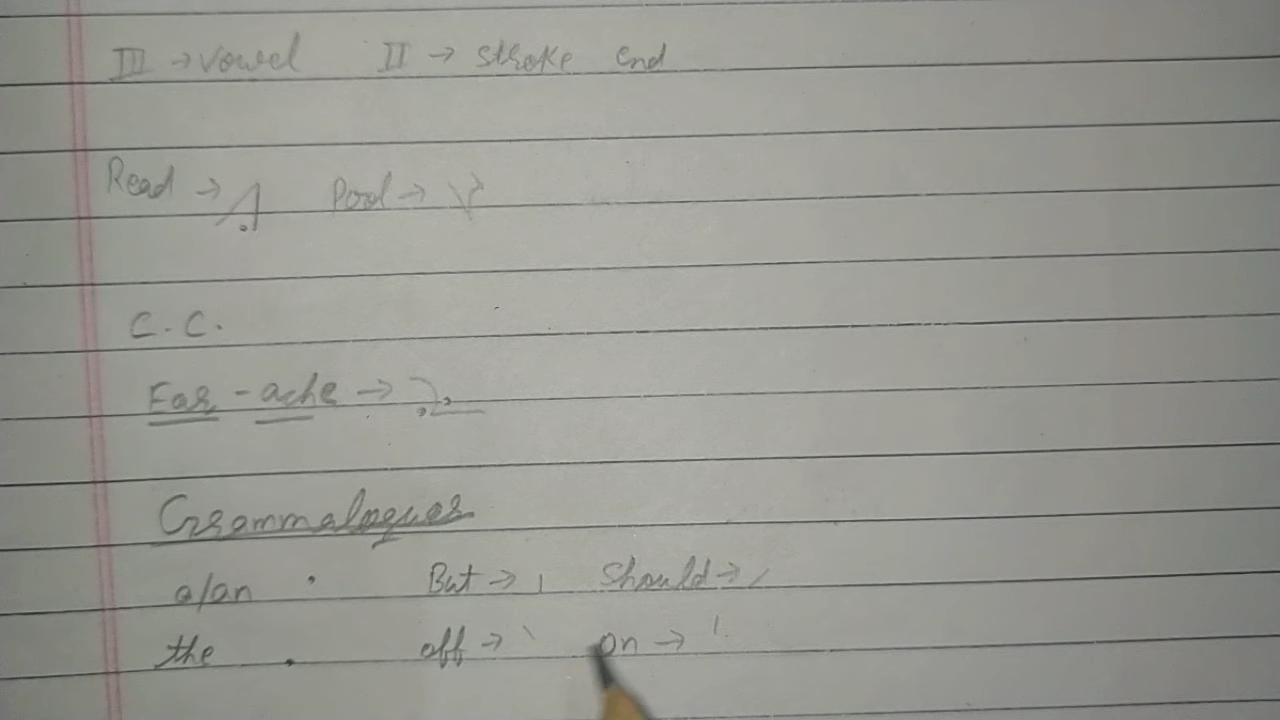 III → vowel II → stroke end
Read → Pool →
C.C.
Ear - ache →
Grammalogues
a/an . But → Should →
the . off → on →